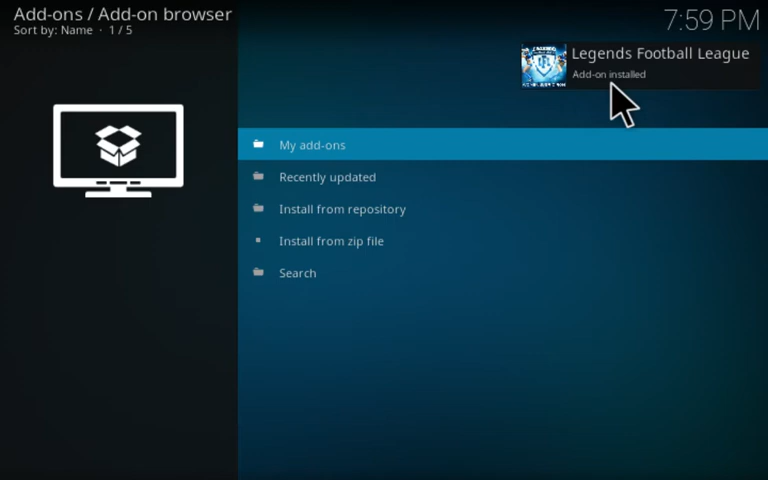 Add-ons / Add-on browser
Sort by: Name · 1 / 5
7:59 PM
Legends Football League
Add-on installed
My add-ons
Recently updated
Install from repository
Install from zip file
Search